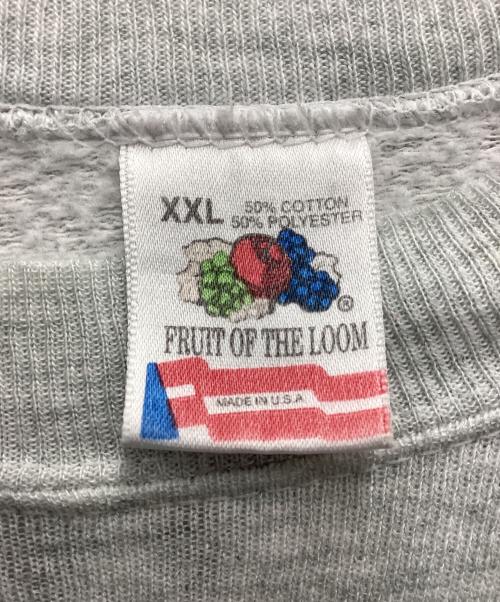 XXL 50% COTTON
50% POLYESTER
®
FRUIT OF THE LOOM
MADE IN U.S.A.